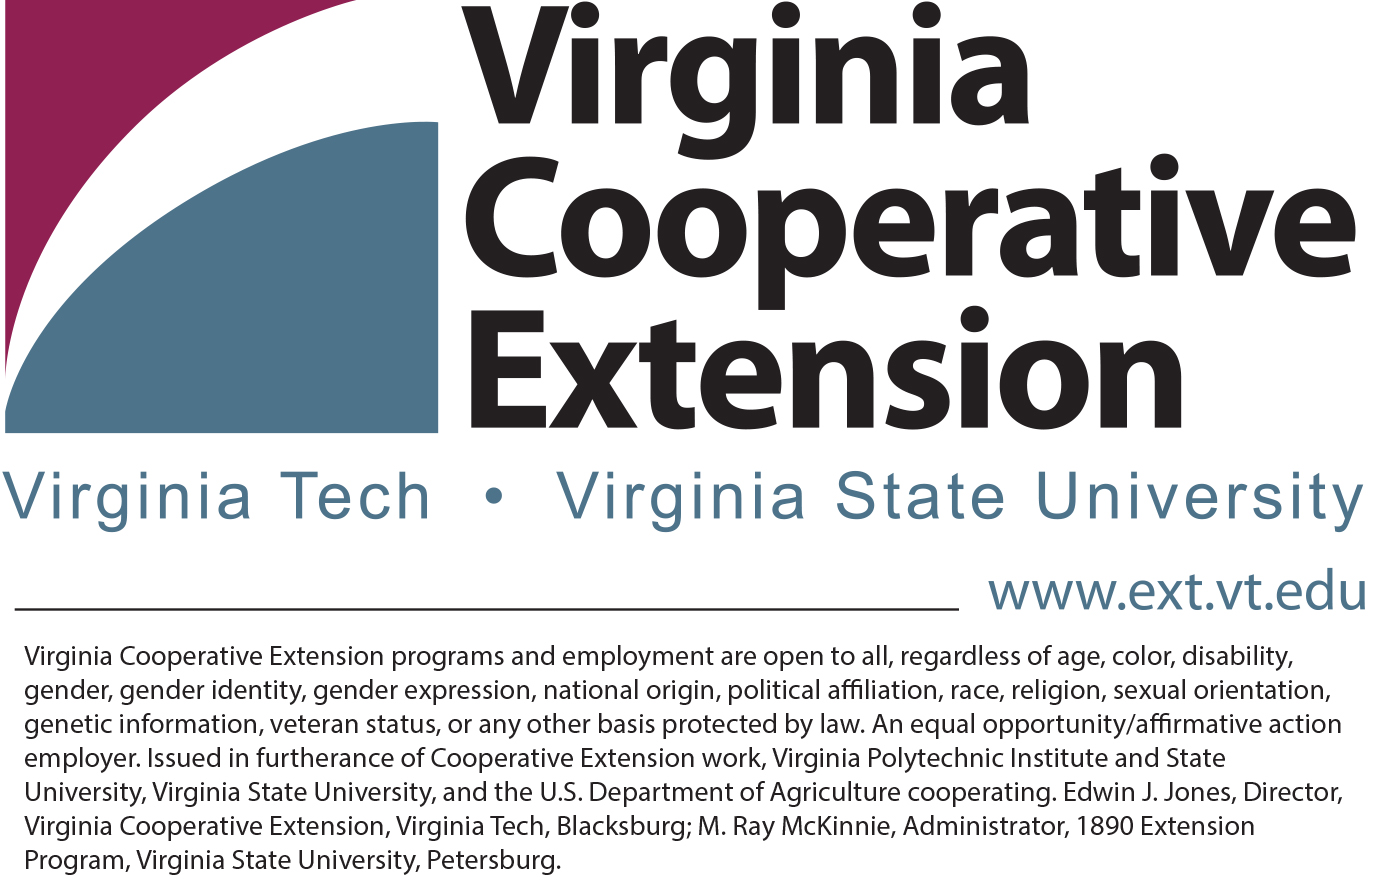 Virginia
Cooperative
Extension
Virginia Tech • Virginia State University
www.ext.vt.edu
Virginia Cooperative Extension programs and employment are open to all, regardless of age, color, disability,
gender, gender identity, gender expression, national origin, political affiliation, race, religion, sexual orientation,
genetic information, veteran status, or any other basis protected by law. An equal opportunity/affirmative action
employer. Issued in furtherance of Cooperative Extension work, Virginia Polytechnic Institute and State
University, Virginia State University, and the U.S. Department of Agriculture cooperating. Edwin J. Jones, Director,
Virginia Cooperative Extension, Virginia Tech, Blacksburg; M. Ray McKinnie, Administrator, 1890 Extension
Program, Virginia State University, Petersburg.